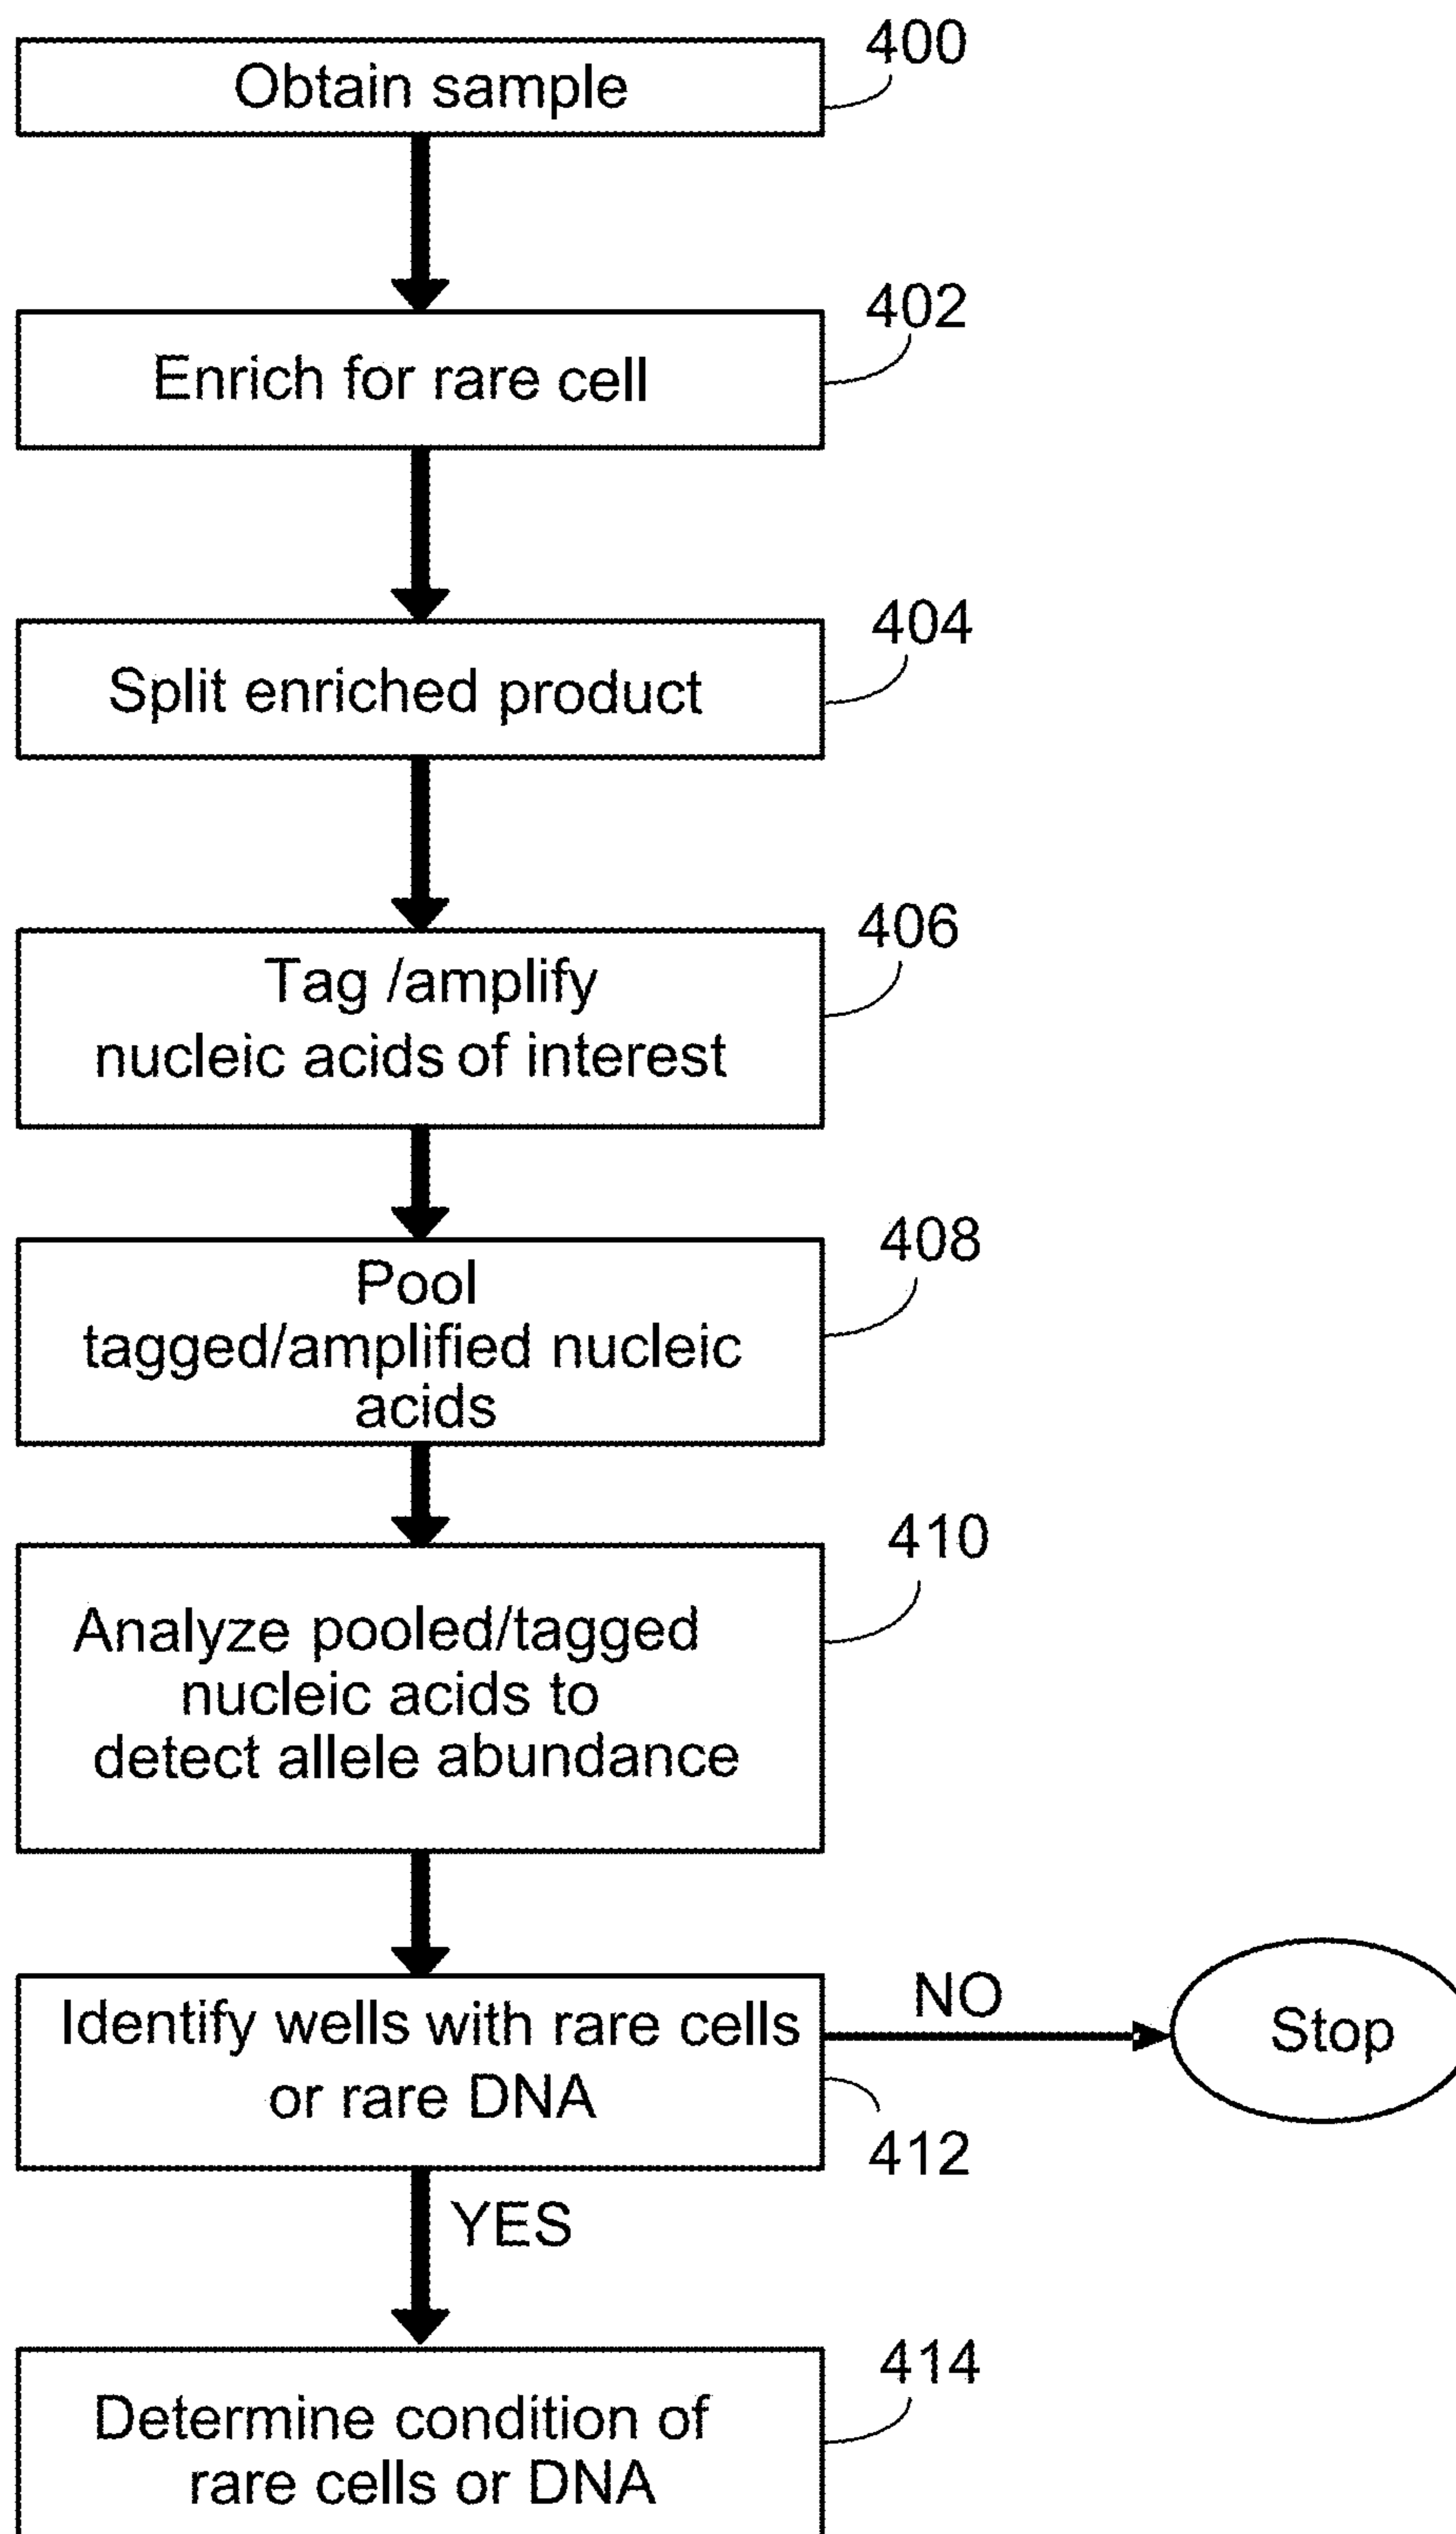 400
Obtain sample
402
Enrich for rare cell
404
Split enriched product
406
Tag /amplify
nucleic acids of interest
408
Pool
tagged/amplified nucleic
acids
410
Analyze pooled/tagged
nucleic acids to
detect allele abundance
Identify wells with rare cells
or rare DNA
NO
Stop
412
YES
414
Determine condition of
rare cells or DNA